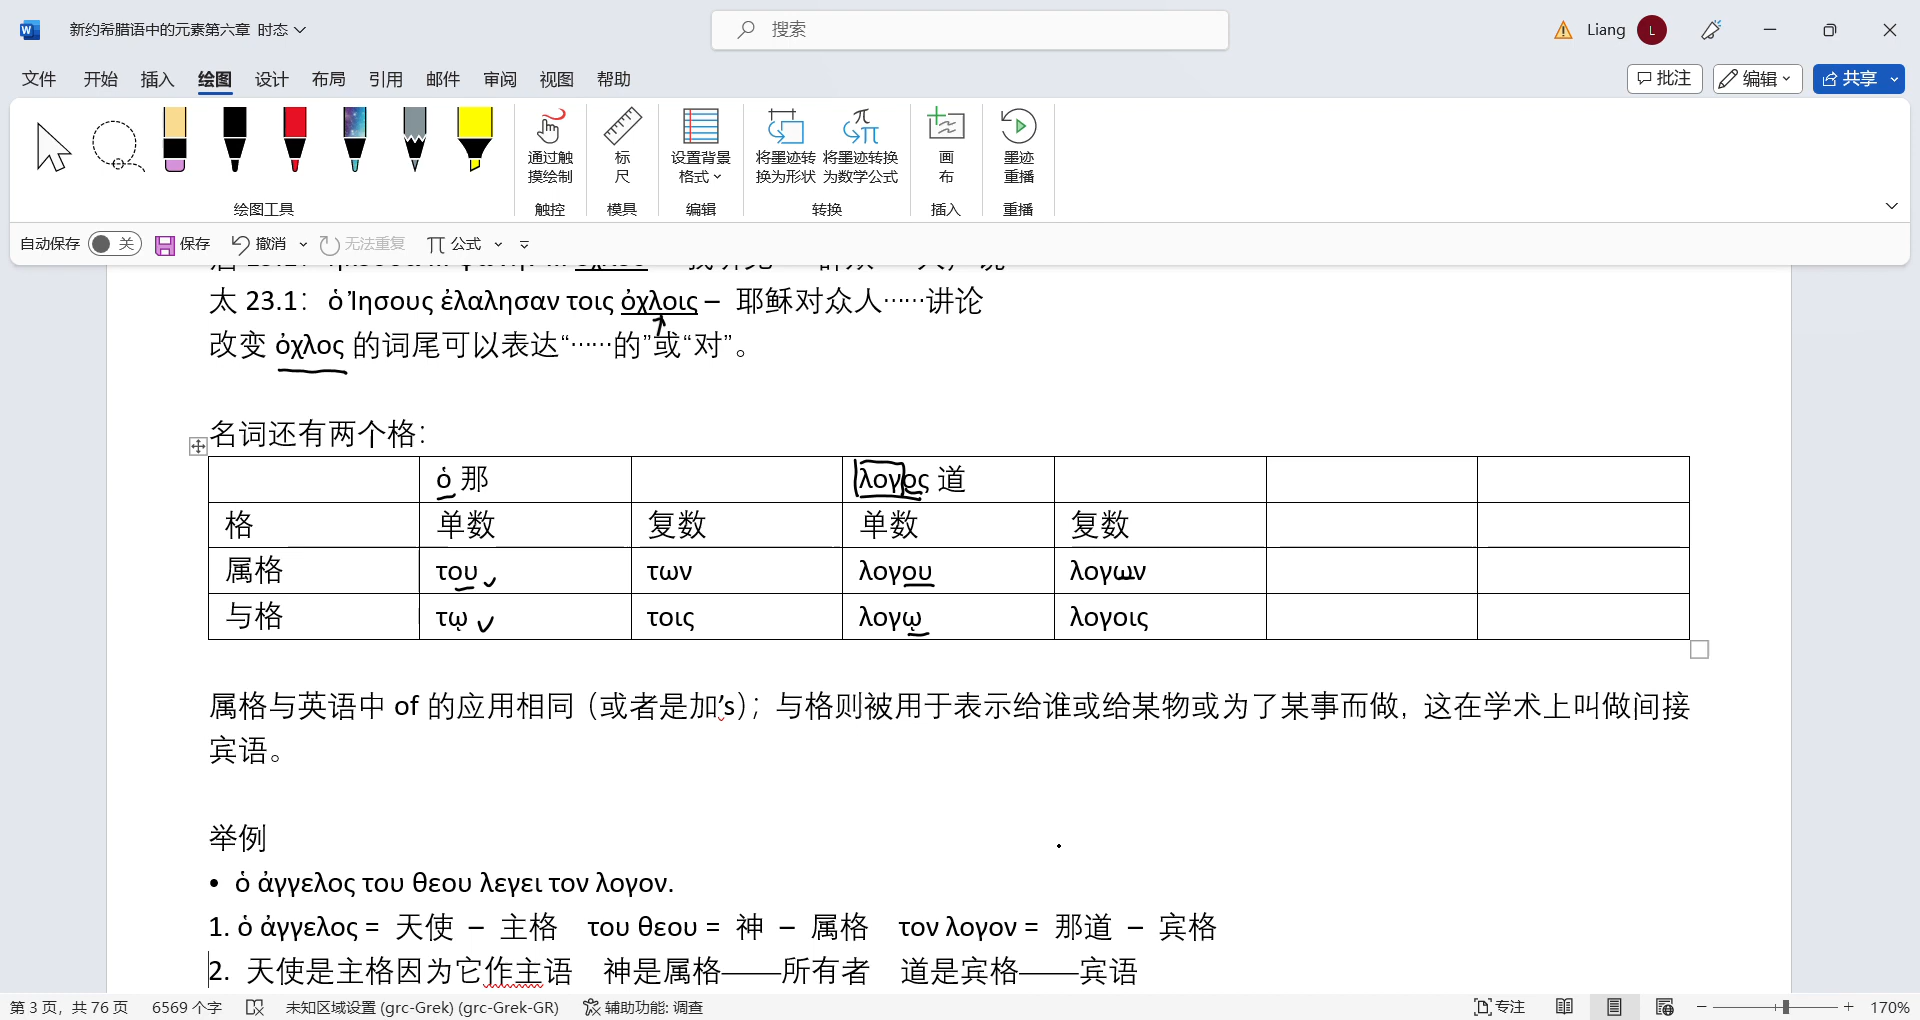 新约希腊语中的元素第六章 时态
搜索
Liang
L
文件 开始 插入 绘图 设计 布局 引用 邮件 审阅 视图 帮助
批注 编辑 共享
通过触摸绘制
标尺
设置背景格式
将墨迹转换为形状
将墨迹转换为数学公式
画布
墨迹重播
绘图工具 触控 模具 编辑 转换 插入 重播
自动保存 关 保存 撤消 无法重复 公式
太 23.1：ὁ Ἰησους ἐλαλησαν τοις ὀχλοις – 耶稣对众人……讲论
改变 ὀχλος 的词尾可以表达“……的”或“对”。
名词还有两个格：
ὁ 那 λογος 道
格 单数 复数 单数 复数
属格 του των λογου λογων
与格 τῳ τοις λογῳ λογοις
属格与英语中 of 的应用相同（或者是加’s）；与格则被用于表示给谁或给某物或为了某事而做，这在学术上叫做间接
宾语。
举例
• ὁ ἀγγελος του θεου λεγει τον λογον.
1. ὁ ἀγγελος = 天使 – 主格 του θεου = 神 – 属格 τον λογον = 那道 – 宾格
2. 天使是主格因为它作主语 神是属格——所有者 道是宾格——宾语
第 3 页，共 76 页 6569 个字 未知区域设置 (grc-Grek) (grc-Grek-GR) 辅助功能: 调查 专注 170%